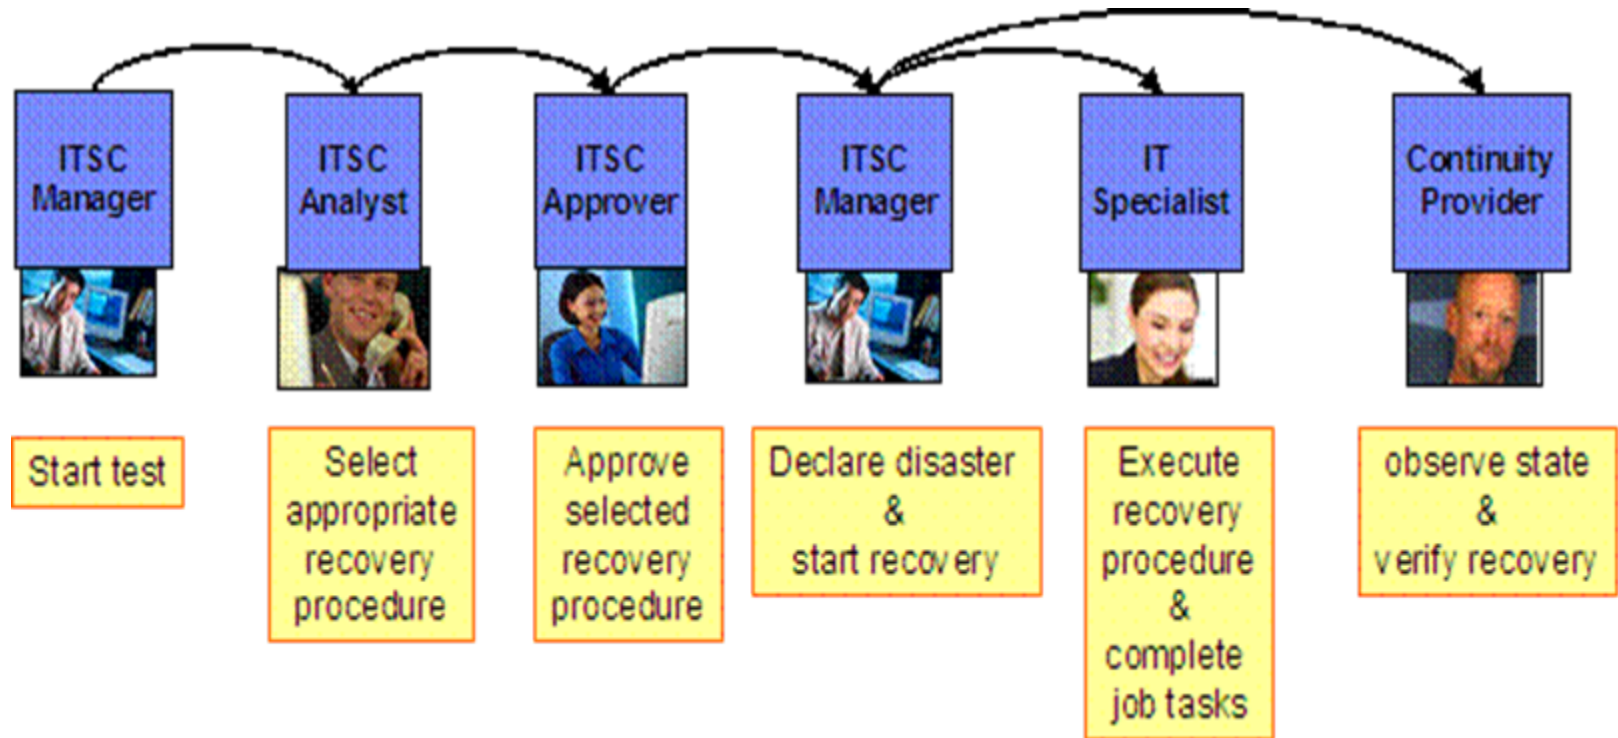 ITSC
Manager
ITSC
Analyst
ITSC
Approver
ITSC
Manager
IT
Specialist
Continuity
Provider
Start test
Select
appropriate
recovery
procedure
Approve
selected
recovery
procedure
Declare disaster
&
start recovery
Execute
recovery
procedure
&
complete
job tasks
observe state
&
verify recovery